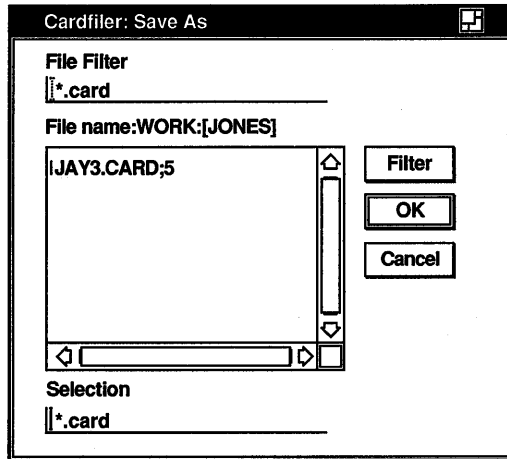 Cardfiler: Save As
File Filter
*.card
File name:WORK:[JONES]
JAY3.CARD;5
Filter
OK
Cancel
Selection
*.card